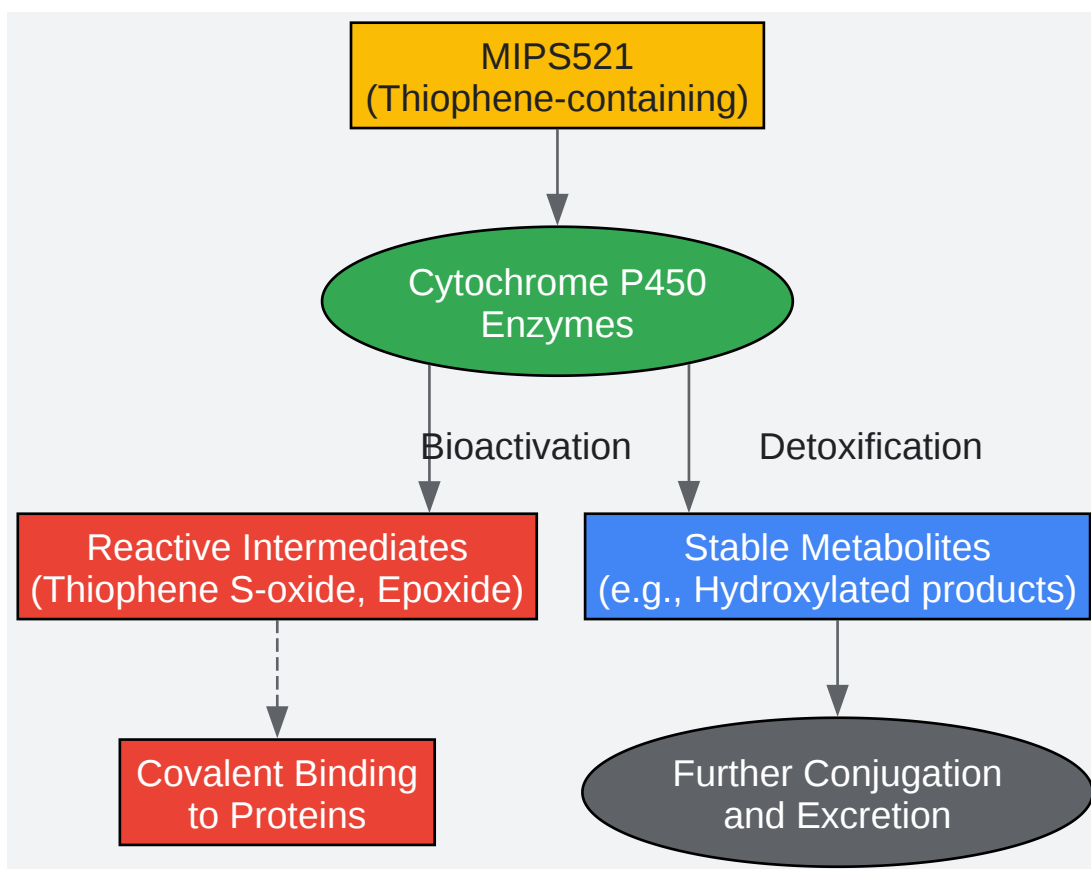 MIPS521
(Thiophene-containing)
Cytochrome P450
Enzymes
Bioactivation
Detoxification
Reactive Intermediates
(Thiophene S-oxide, Epoxide)
Stable Metabolites
(e.g., Hydroxylated products)
Covalent Binding
to Proteins
Further Conjugation
and Excretion